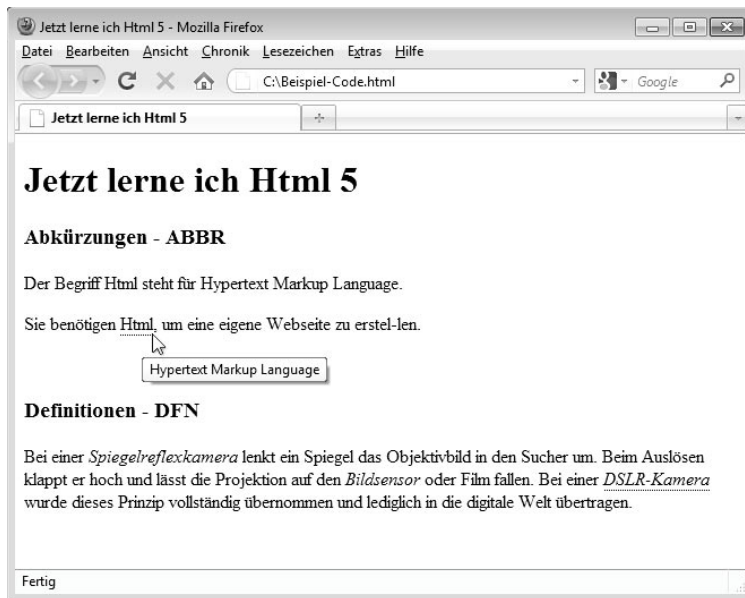 Jetzt lerne ich Html 5 - Mozilla Firefox
Datei Bearbeiten Ansicht Chronik Lesezeichen Extras Hilfe
C:\Beispiel-Code.html Google
Jetzt lerne ich Html 5
Jetzt lerne ich Html 5
Abkürzungen - ABBR
Der Begriff Html steht für Hypertext Markup Language.
Sie benötigen Html, um eine eigene Webseite zu erstel-len.
Hypertext Markup Language
Definitionen - DFN
Bei einer Spiegelreflexkamera lenkt ein Spiegel das Objektivbild in den Sucher um. Beim Auslösen
klappt er hoch und lässt die Projektion auf den Bildsensor oder Film fallen. Bei einer DSLR-Kamera
wurde dieses Prinzip vollständig übernommen und lediglich in die digitale Welt übertragen.
Fertig